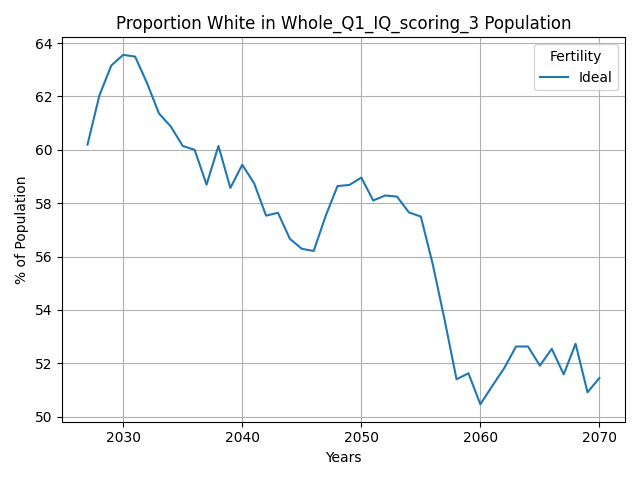 Proportion White in Whole_Q1_IQ_scoring_3 Population
Fertility
Ideal
64
62
60
58
56
54
52
50
% of Population
2030
2040
2050
2060
2070
Years